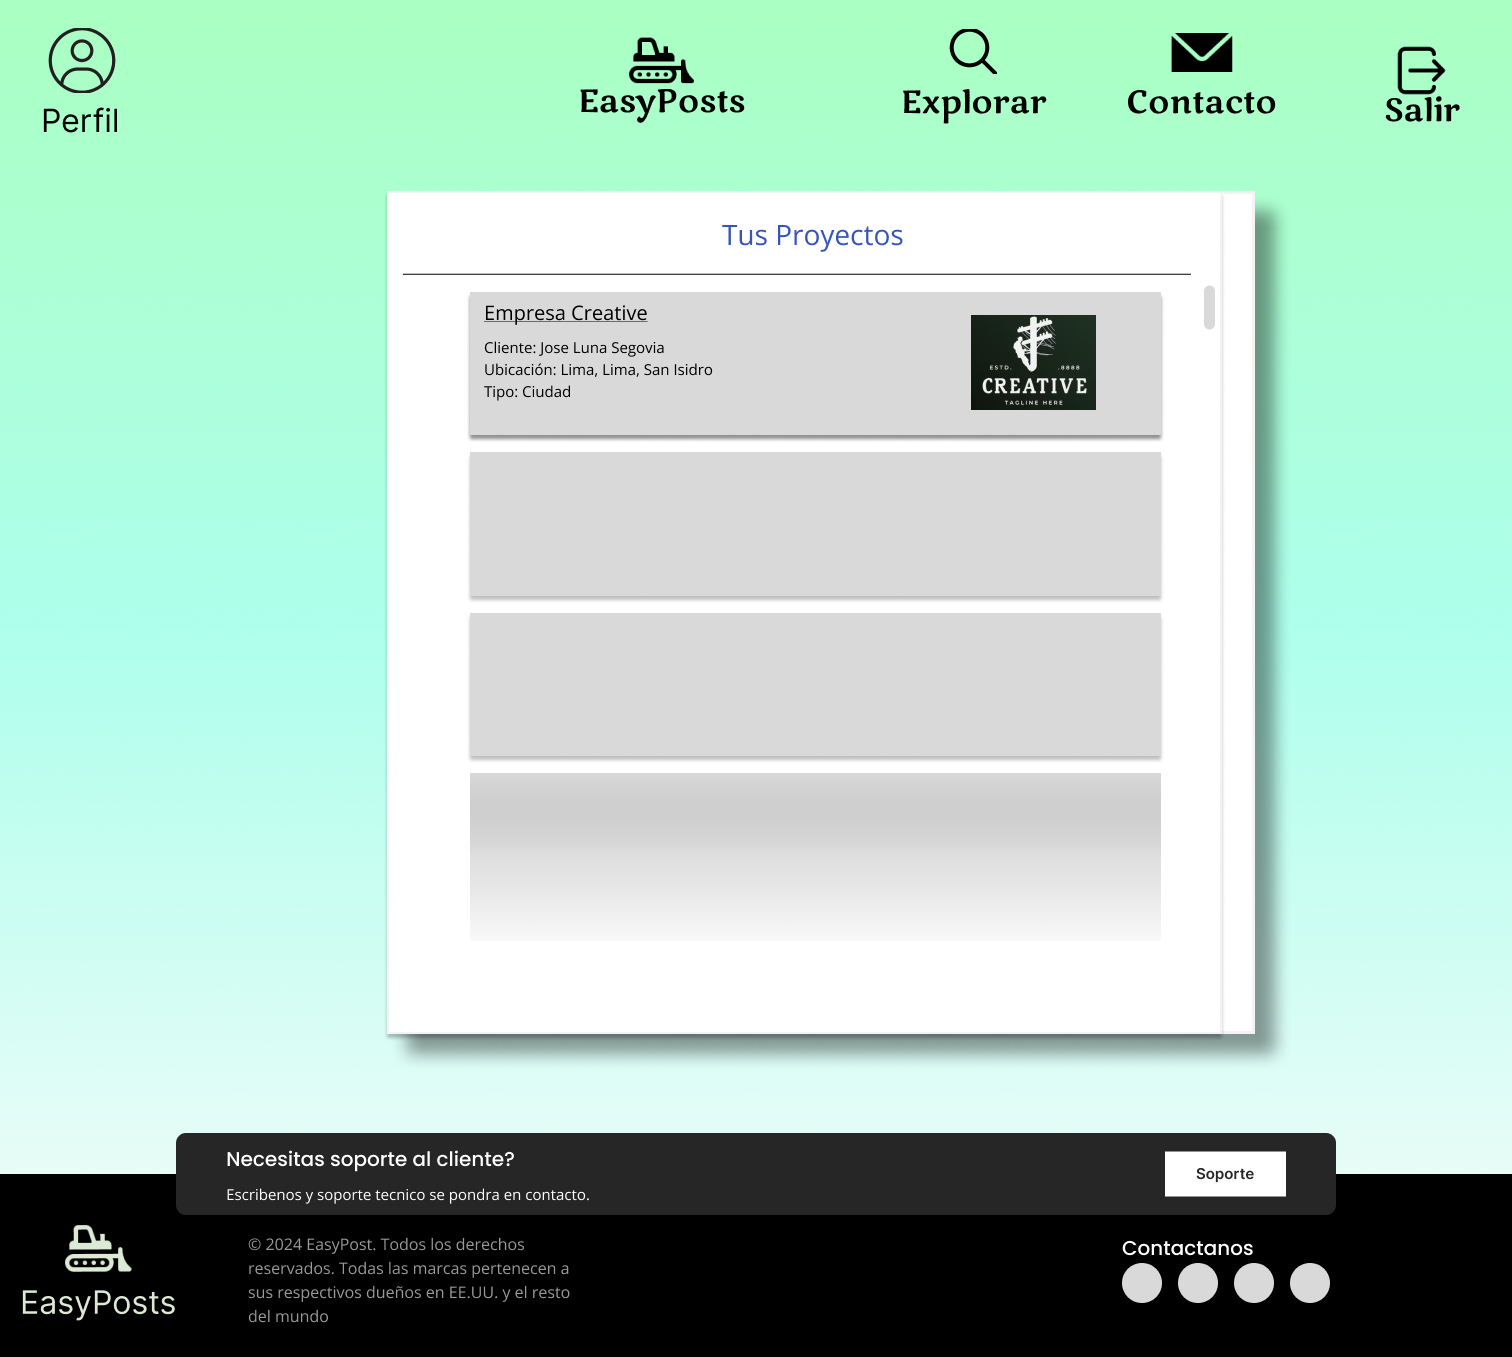 Perfil
EasyPosts
Explorar
Contacto
Salir
Tus Proyectos
Empresa Creative
Cliente: Jose Luna Segovia
Ubicación: Lima, Lima, San Isidro
Tipo: Ciudad
ESTD. .8888
CREATIVE
TAGLINE HERE
Necesitas soporte al cliente?
Escribenos y soporte tecnico se pondra en contacto.
Soporte
EasyPosts
© 2024 EasyPost. Todos los derechos
reservados. Todas las marcas pertenecen a
sus respectivos dueños en EE.UU. y el resto
del mundo
Contactanos